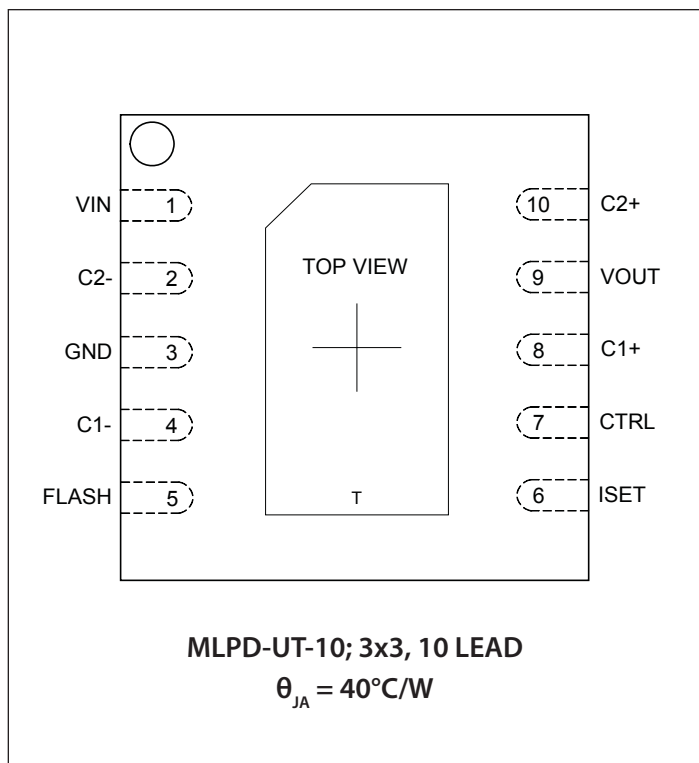 VIN 1
C2- 2
GND 3
C1- 4
FLASH 5
TOP VIEW
T
10 C2+
9 VOUT
8 C1+
7 CTRL
6 ISET
MLPD-UT-10; 3x3, 10 LEAD
θJA = 40°C/W